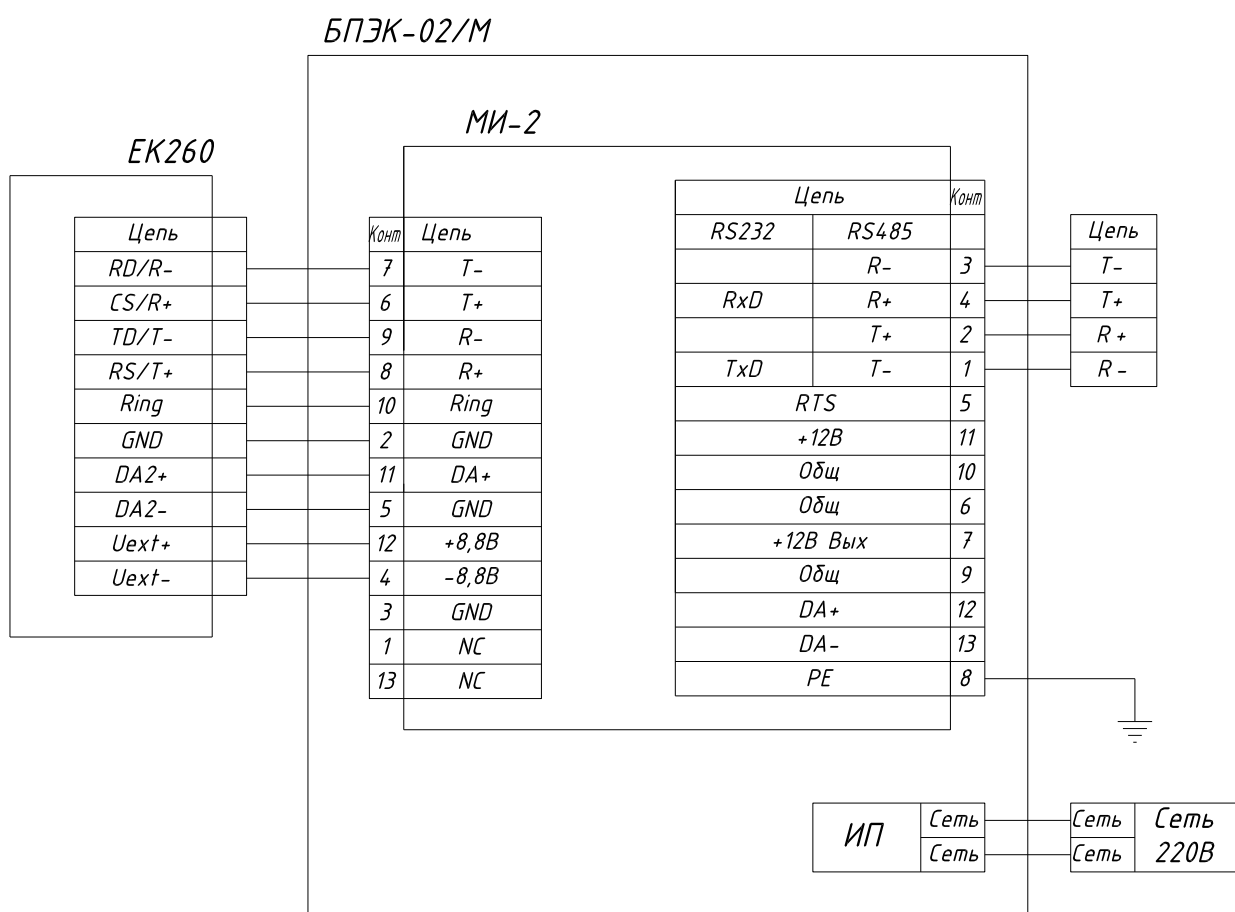 БПЭК-02/М
МИ-2
ЕК260
Цепь
RD/R-
CS/R+
TD/T-
RS/T+
Ring
GND
DA2+
DA2-
Uext+
Uext-
Конт Цепь
7 T-
6 T+
9 R-
8 R+
10 Ring
2 GND
11 DA+
5 GND
12 +8,8В
4 -8,8В
3 GND
1 NC
13 NC
Цепь Конт
RS232 RS485
R- 3
RxD R+ 4
T+ 2
TxD T- 1
RTS 5
+12В 11
Общ 10
Общ 6
+12В Вых 7
Общ 9
DA+ 12
DA- 13
PE 8
Цепь
T-
T+
R+
R-
ИП
Сеть
Сеть
Сеть
Сеть
Сеть
220В